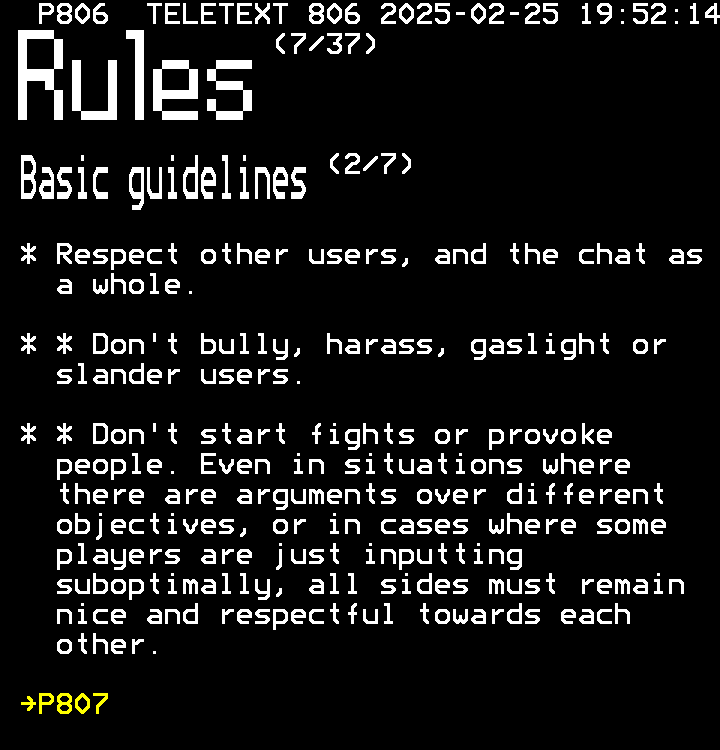 P806  TELETEXT 806 2025-02-25 19:52:14
Rules (7/37)
Basic guidelines (2/7)
* Respect other users, and the chat as
a whole.
* * Don't bully, harass, gaslight or
slander users.
* * Don't start fights or provoke
people. Even in situations where
there are arguments over different
objectives, or in cases where some
players are just inputting
suboptimally, all sides must remain
nice and respectful towards each
other.
→P807